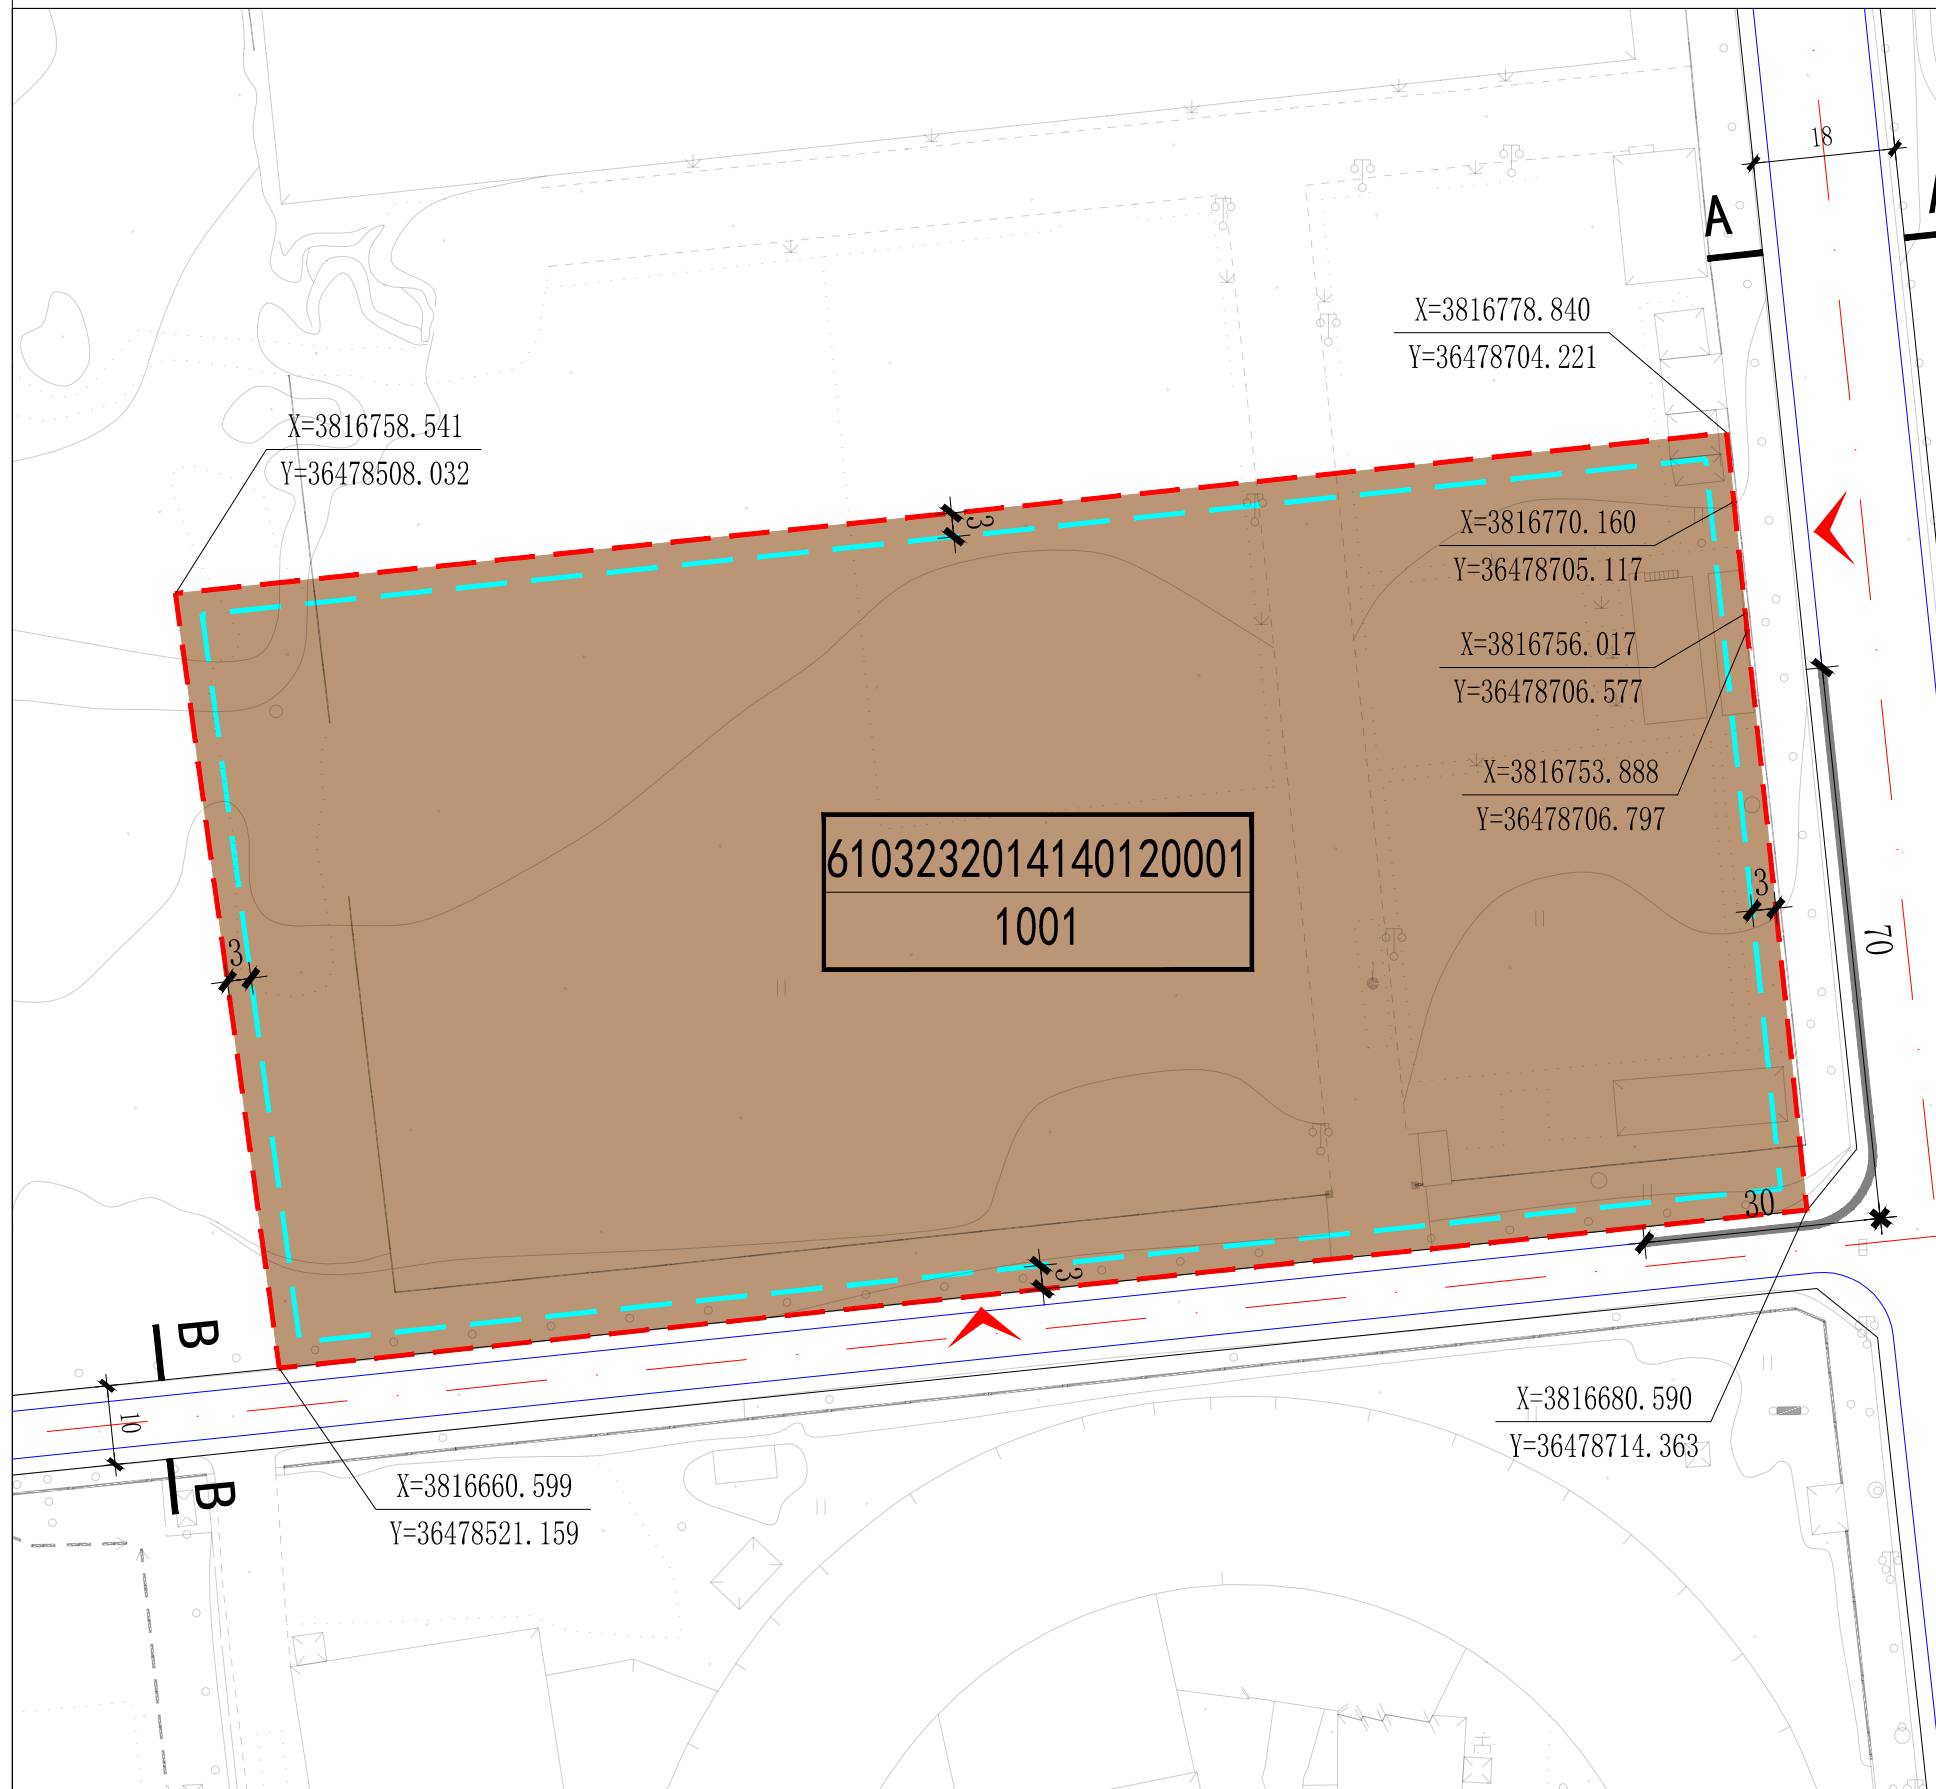 18
A
A
X=3816778.840
Y=36478704.221
X=3816758.541
Y=36478508.032
3
X=3816770.160
Y=36478705.117
X=3816756.017
Y=36478706.577
X=3816753.888
Y=36478706.797
6103232014140120001
1001
3
70
3
30
3
B
10
B
X=3816680.590
Y=36478714.363
X=3816660.599
Y=36478521.159